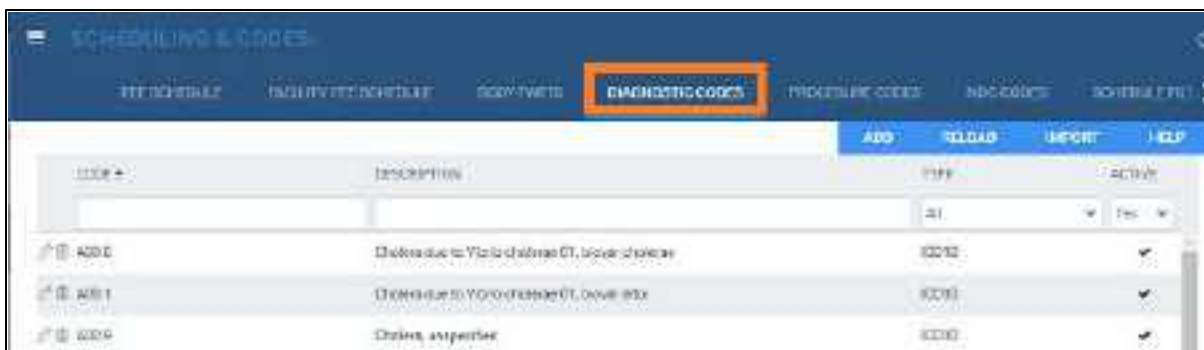 SCHEDULING & CODES
FEE SCHEDULE FACILITY FEE SCHEDULE BODY PARTS DIAGNOSTIC CODES PROCEDURE CODES NDC CODES
ADD RELOAD IMPORT HELP
CODE DESCRIPTION TYPE ACTIVE
All Yes
A00.0 Cholera due to Vibrio cholerae 01, biovar cholerae ICD10
A00.1 Cholera due to Vibrio cholerae 01, biovar eltor ICD10
A00.9 Cholera, unspecified ICD10